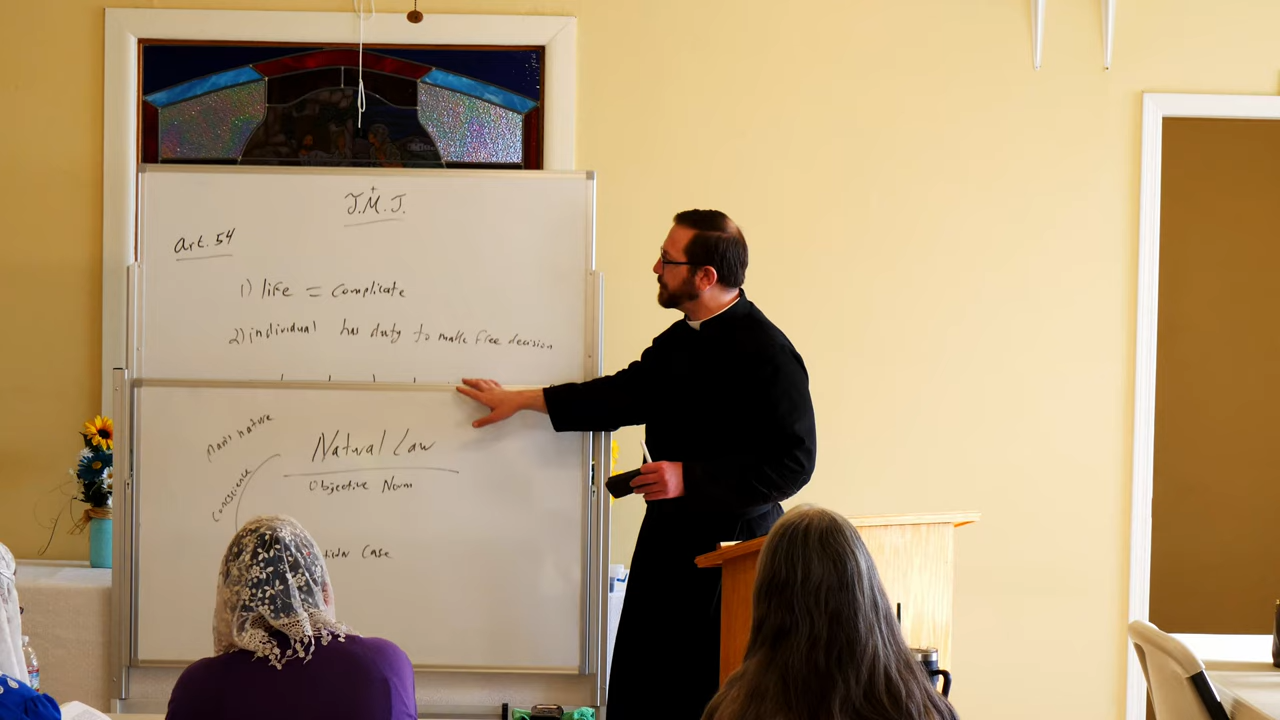 J.M.J.
Art. 54
1) life = Complicate
2) individual has duty to make free decision
Man's nature
Natural Law
Objective Norm
Conscience
Case